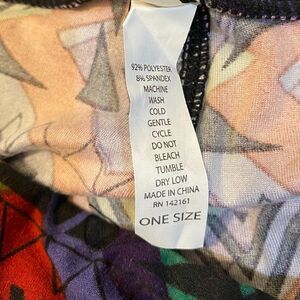 92% POLYESTER
8% SPANDEX
MACHINE
WASH
COLD
GENTLE
CYCLE
DO NOT
BLEACH
TUMBLE
DRY LOW
MADE IN CHINA
RN 142161
ONE SIZE